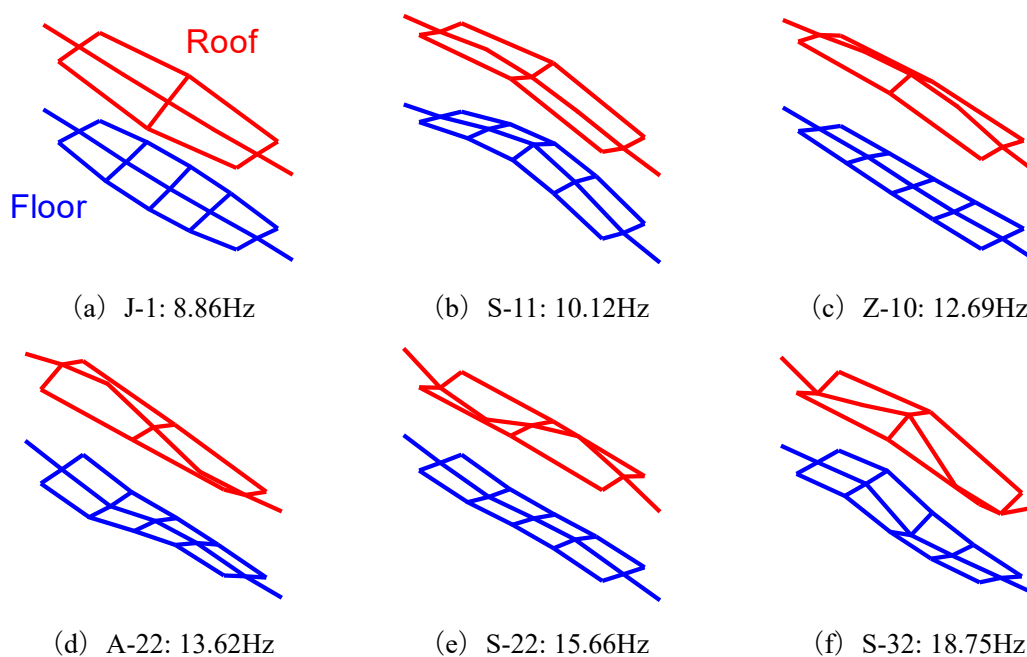 Roof
Floor
(a) J-1: 8.86Hz
(b) S-11: 10.12Hz
(c) Z-10: 12.69Hz
(d) A-22: 13.62Hz
(e) S-22: 15.66Hz
(f) S-32: 18.75Hz